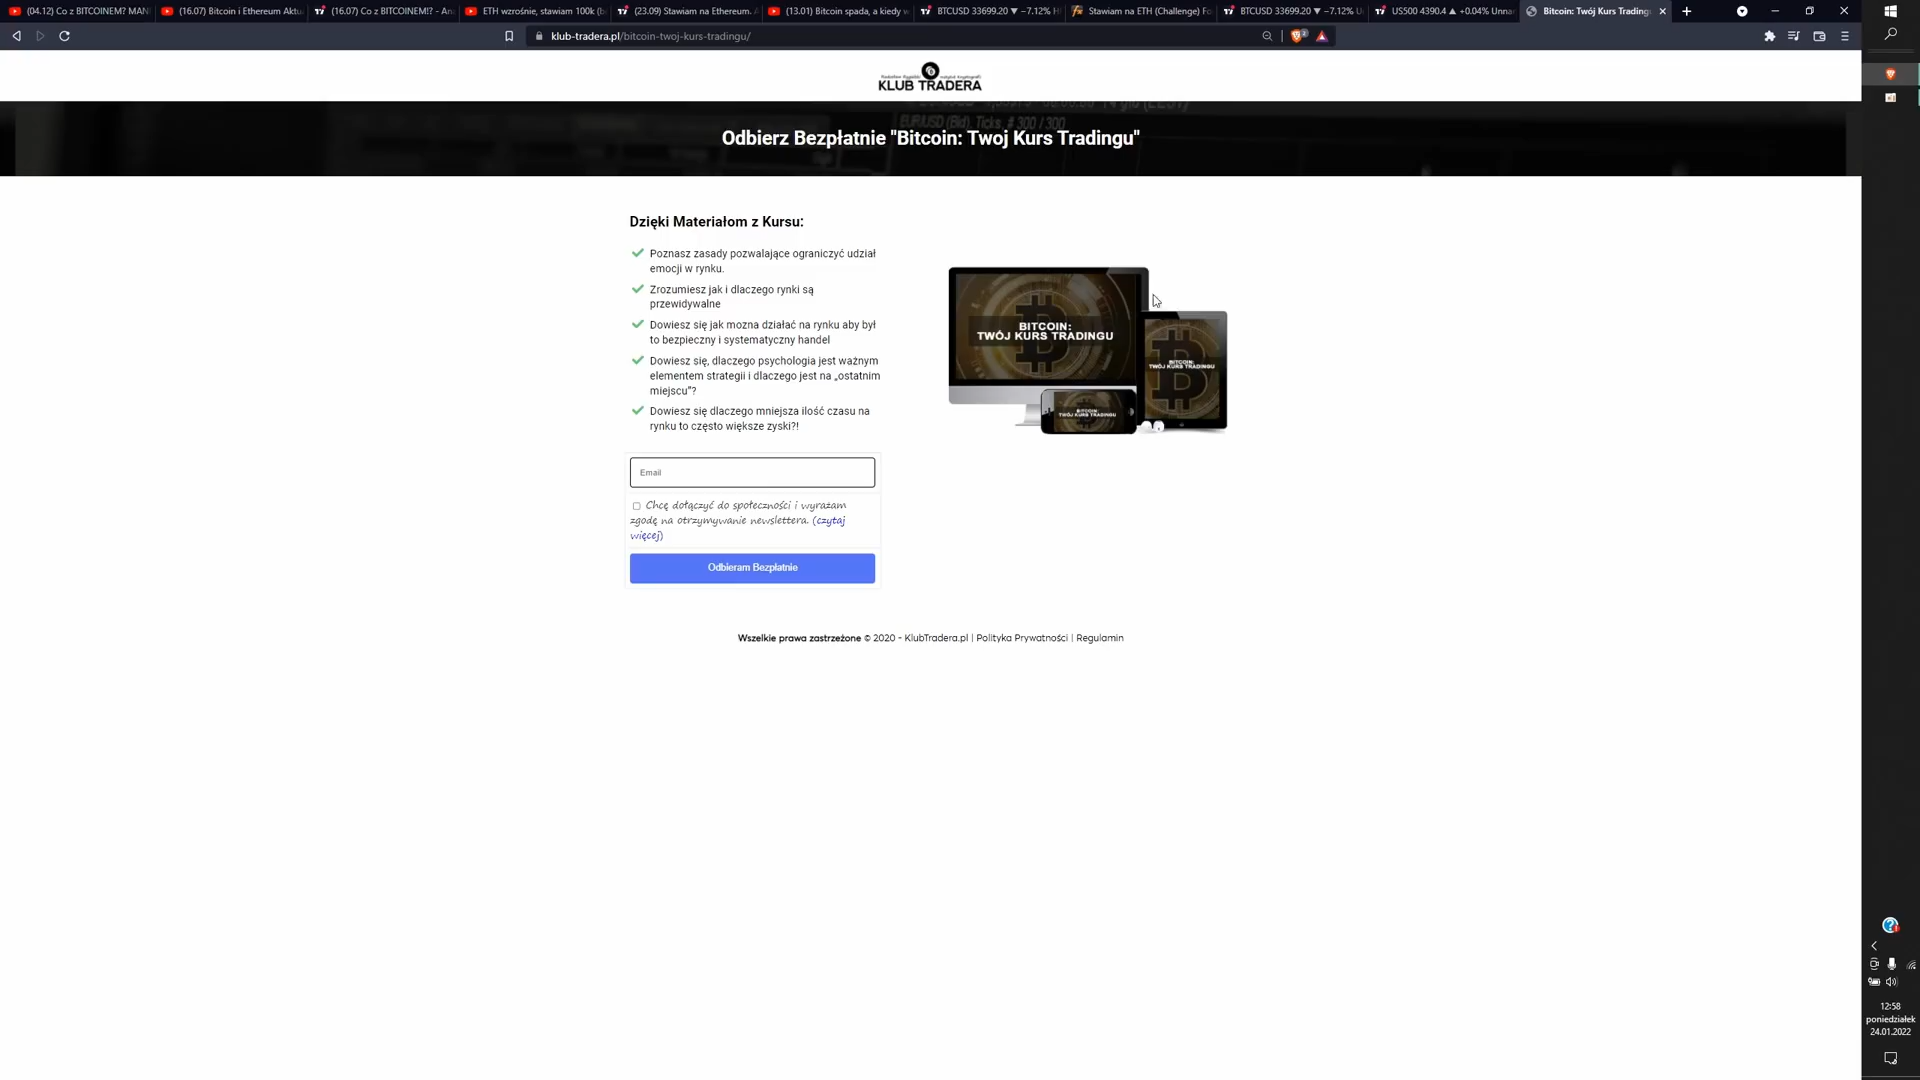 (04.12) Co z BITCOINEM? MAN
(16.07) Bitcoin i Ethereum Aktu
(16.07) Co z BITCOINEM!? - An
ETH wzrośnie, stawiam 100k (b
(23.09) Stawiam na Ethereum. A
(13.01) Bitcoin spada, a kiedy w
BTCUSD 33699.20 ▼ −7.12% H
Stawiam na ETH (Challenge) Fo
BTCUSD 33699.20 ▼ −7.12% U
US500 4390.4 ▲ +0.04% Unna
Bitcoin: Twój Kurs Trading
klub-tradera.pl/bitcoin-twoj-kurs-tradingu/
KLUB TRADERA
EURUSD (Bid), Ticks, # 300 / 300
Odbierz Bezpłatnie "Bitcoin: Twoj Kurs Tradingu"
Dzięki Materiałom z Kursu:
Poznasz zasady pozwalające ograniczyć udział
emocji w rynku.
Zrozumiesz jak i dlaczego rynki są
przewidywalne
Dowiesz się jak mozna działać na rynku aby był
to bezpieczny i systematyczny handel
Dowiesz się, dlaczego psychologia jest ważnym
elementem strategii i dlaczego jest na „ostatnim
miejscu”?
Dowiesz się dlaczego mniejsza ilość czasu na
rynku to często większe zyski?!
BITCOIN:
TWÓJ KURS TRADINGU
BITCOIN:
TWÓJ KURS TRADINGU
BITCOIN:
TWÓJ KURS TRADINGU
Email
Chcę dołączyć do społeczności i wyrażam
zgodę na otrzymywanie newslettera. (czytaj
więcej)
Odbieram Bezpłatnie
Wszelkie prawa zastrzeżone © 2020 - KlubTradera.pl | Polityka Prywatności | Regulamin
12:58
poniedziałek
24.01.2022